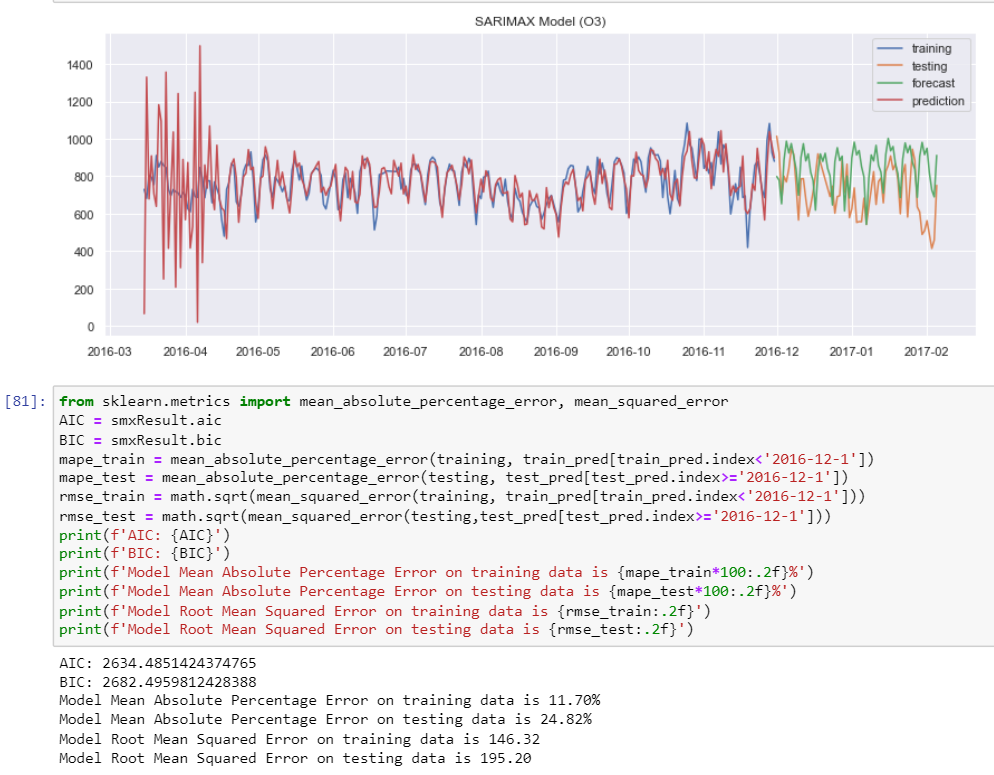 SARIMAX Model (O3)
training
testing
forecast
prediction
1400
1200
1000
800
600
400
200
0
2016-03 2016-04 2016-05 2016-06 2016-07 2016-08 2016-09 2016-10 2016-11 2016-12 2017-01 2017-02
[81]: from sklearn.metrics import mean_absolute_percentage_error, mean_squared_error
AIC = smxResult.aic
BIC = smxResult.bic
mape_train = mean_absolute_percentage_error(training, train_pred[train_pred.index<'2016-12-1'])
mape_test = mean_absolute_percentage_error(testing, test_pred[test_pred.index>='2016-12-1'])
rmse_train = math.sqrt(mean_squared_error(training, train_pred[train_pred.index<'2016-12-1']))
rmse_test = math.sqrt(mean_squared_error(testing,test_pred[test_pred.index>='2016-12-1']))
print(f'AIC: {AIC}')
print(f'BIC: {BIC}')
print(f'Model Mean Absolute Percentage Error on training data is {mape_train*100:.2f}%')
print(f'Model Mean Absolute Percentage Error on testing data is {mape_test*100:.2f}%')
print(f'Model Root Mean Squared Error on training data is {rmse_train:.2f}')
print(f'Model Root Mean Squared Error on testing data is {rmse_test:.2f}')
AIC: 2634.4851424374765
BIC: 2682.4959812428388
Model Mean Absolute Percentage Error on training data is 11.70%
Model Mean Absolute Percentage Error on testing data is 24.82%
Model Root Mean Squared Error on training data is 146.32
Model Root Mean Squared Error on testing data is 195.20